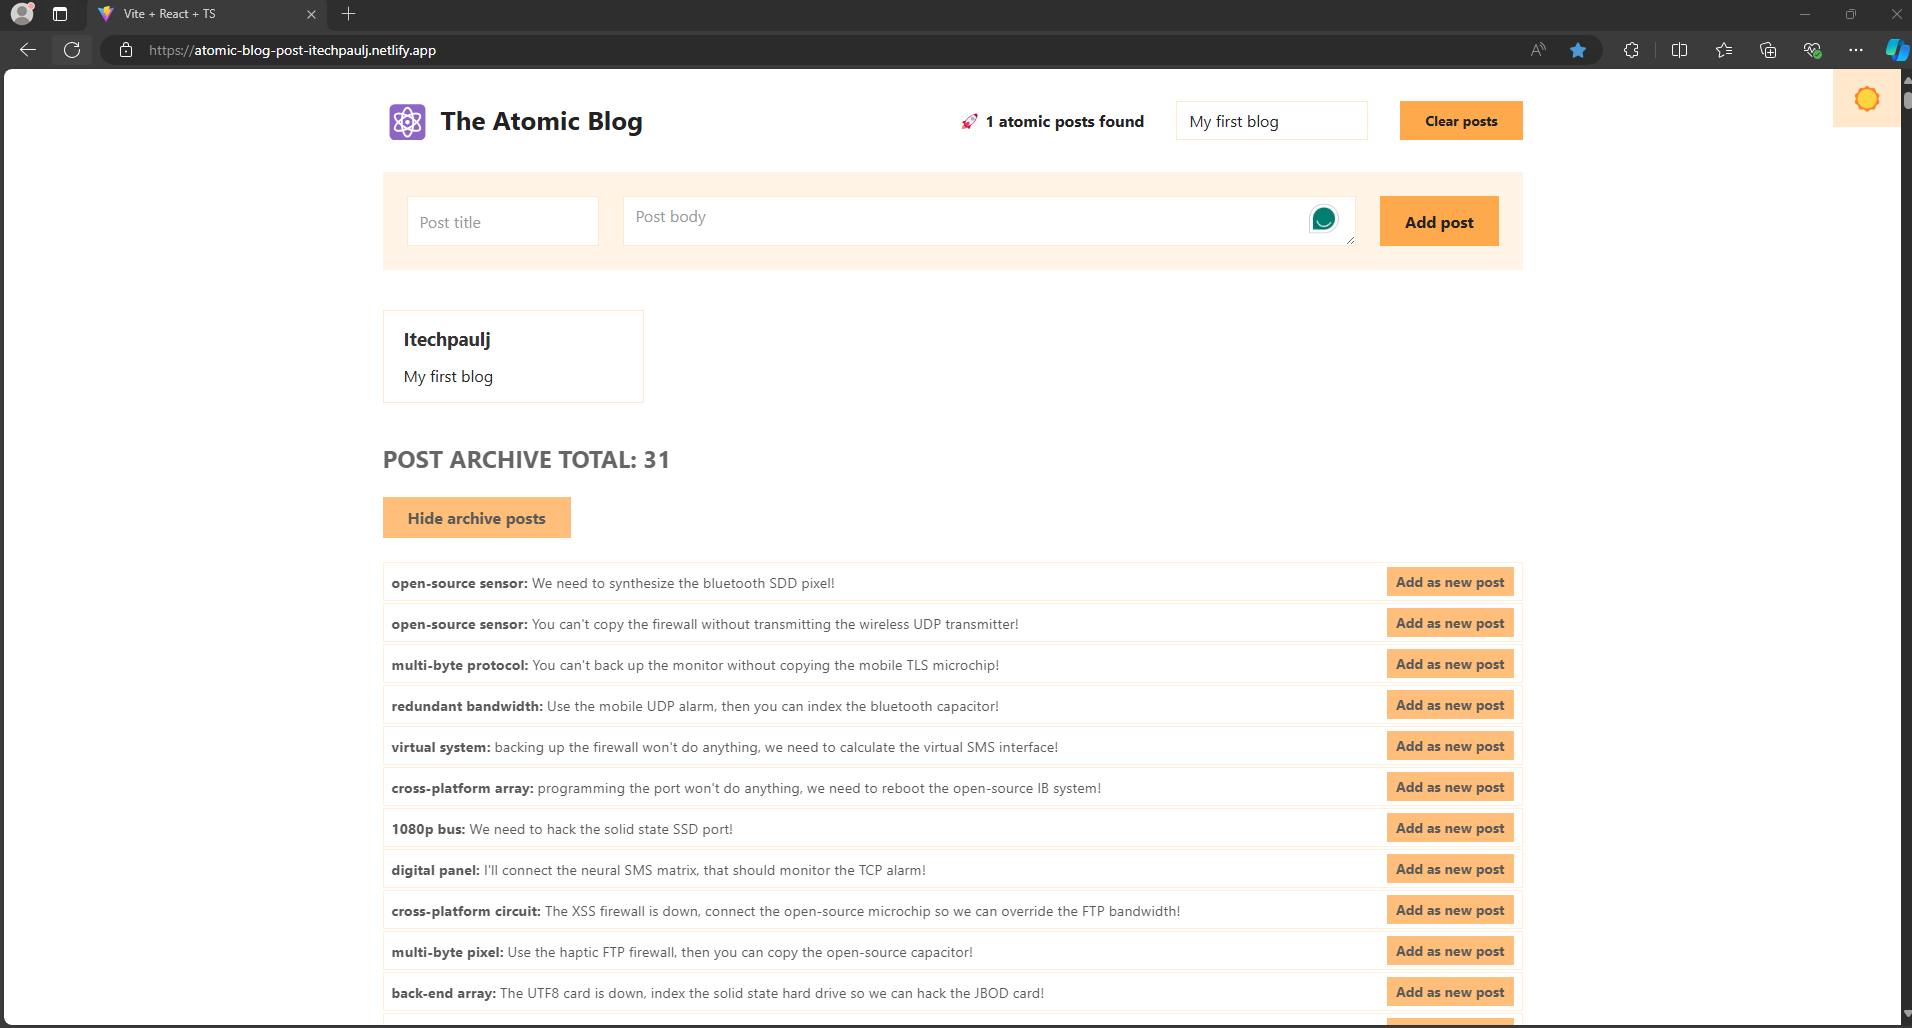 Vite + React + TS
https://atomic-blog-post-itechpaulj.netlify.app
The Atomic Blog
1 atomic posts found
My first blog
Clear posts
Post title
Post body
Add post
Itechpaulj
My first blog
POST ARCHIVE TOTAL: 31
Hide archive posts
open-source sensor: We need to synthesize the bluetooth SDD pixel! Add as new post
open-source sensor: You can't copy the firewall without transmitting the wireless UDP transmitter! Add as new post
multi-byte protocol: You can't back up the monitor without copying the mobile TLS microchip! Add as new post
redundant bandwidth: Use the mobile UDP alarm, then you can index the bluetooth capacitor! Add as new post
virtual system: backing up the firewall won't do anything, we need to calculate the virtual SMS interface! Add as new post
cross-platform array: programming the port won't do anything, we need to reboot the open-source IB system! Add as new post
1080p bus: We need to hack the solid state SSD port! Add as new post
digital panel: I'll connect the neural SMS matrix, that should monitor the TCP alarm! Add as new post
cross-platform circuit: The XSS firewall is down, connect the open-source microchip so we can override the FTP bandwidth! Add as new post
multi-byte pixel: Use the haptic FTP firewall, then you can copy the open-source capacitor! Add as new post
back-end array: The UTF8 card is down, index the solid state hard drive so we can hack the JBOD card! Add as new post